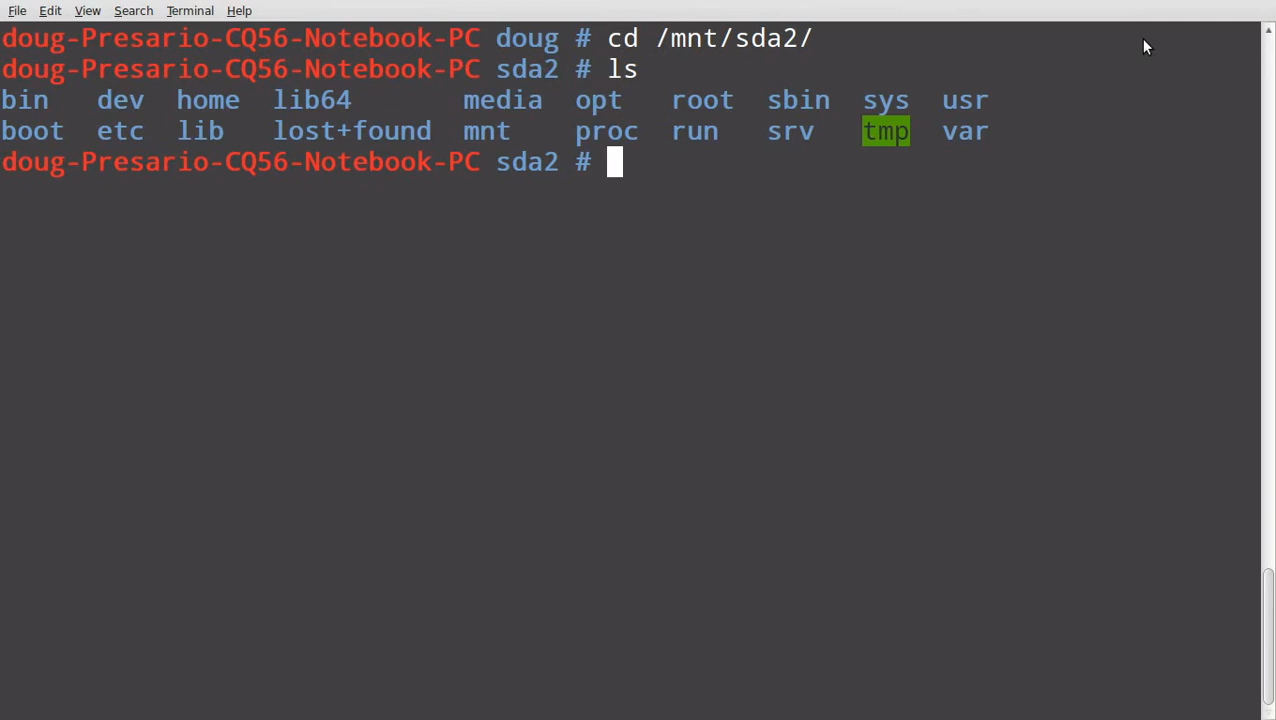 File Edit View Search Terminal Help
doug-Presario-CQ56-Notebook-PC doug # cd /mnt/sda2/
doug-Presario-CQ56-Notebook-PC sda2 # ls
bin dev home lib64 media opt root sbin sys usr
boot etc lib lost+found mnt proc run srv tmp var
doug-Presario-CQ56-Notebook-PC sda2 #